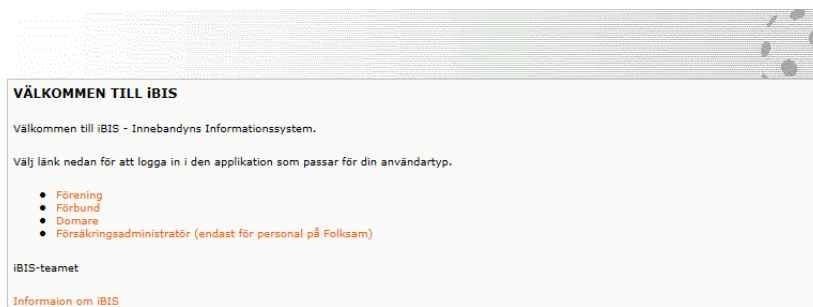 VÄLKOMMEN TILL iBIS
Välkommen till iBIS - Innebandyns Informationssystem.
Välj länk nedan för att logga in i den applikation som passar för din användartyp.
Förening
Förbund
Domare
Försäkringsadministratör (endast för personal på Folksam)
iBIS-teamet
Informaion om iBIS